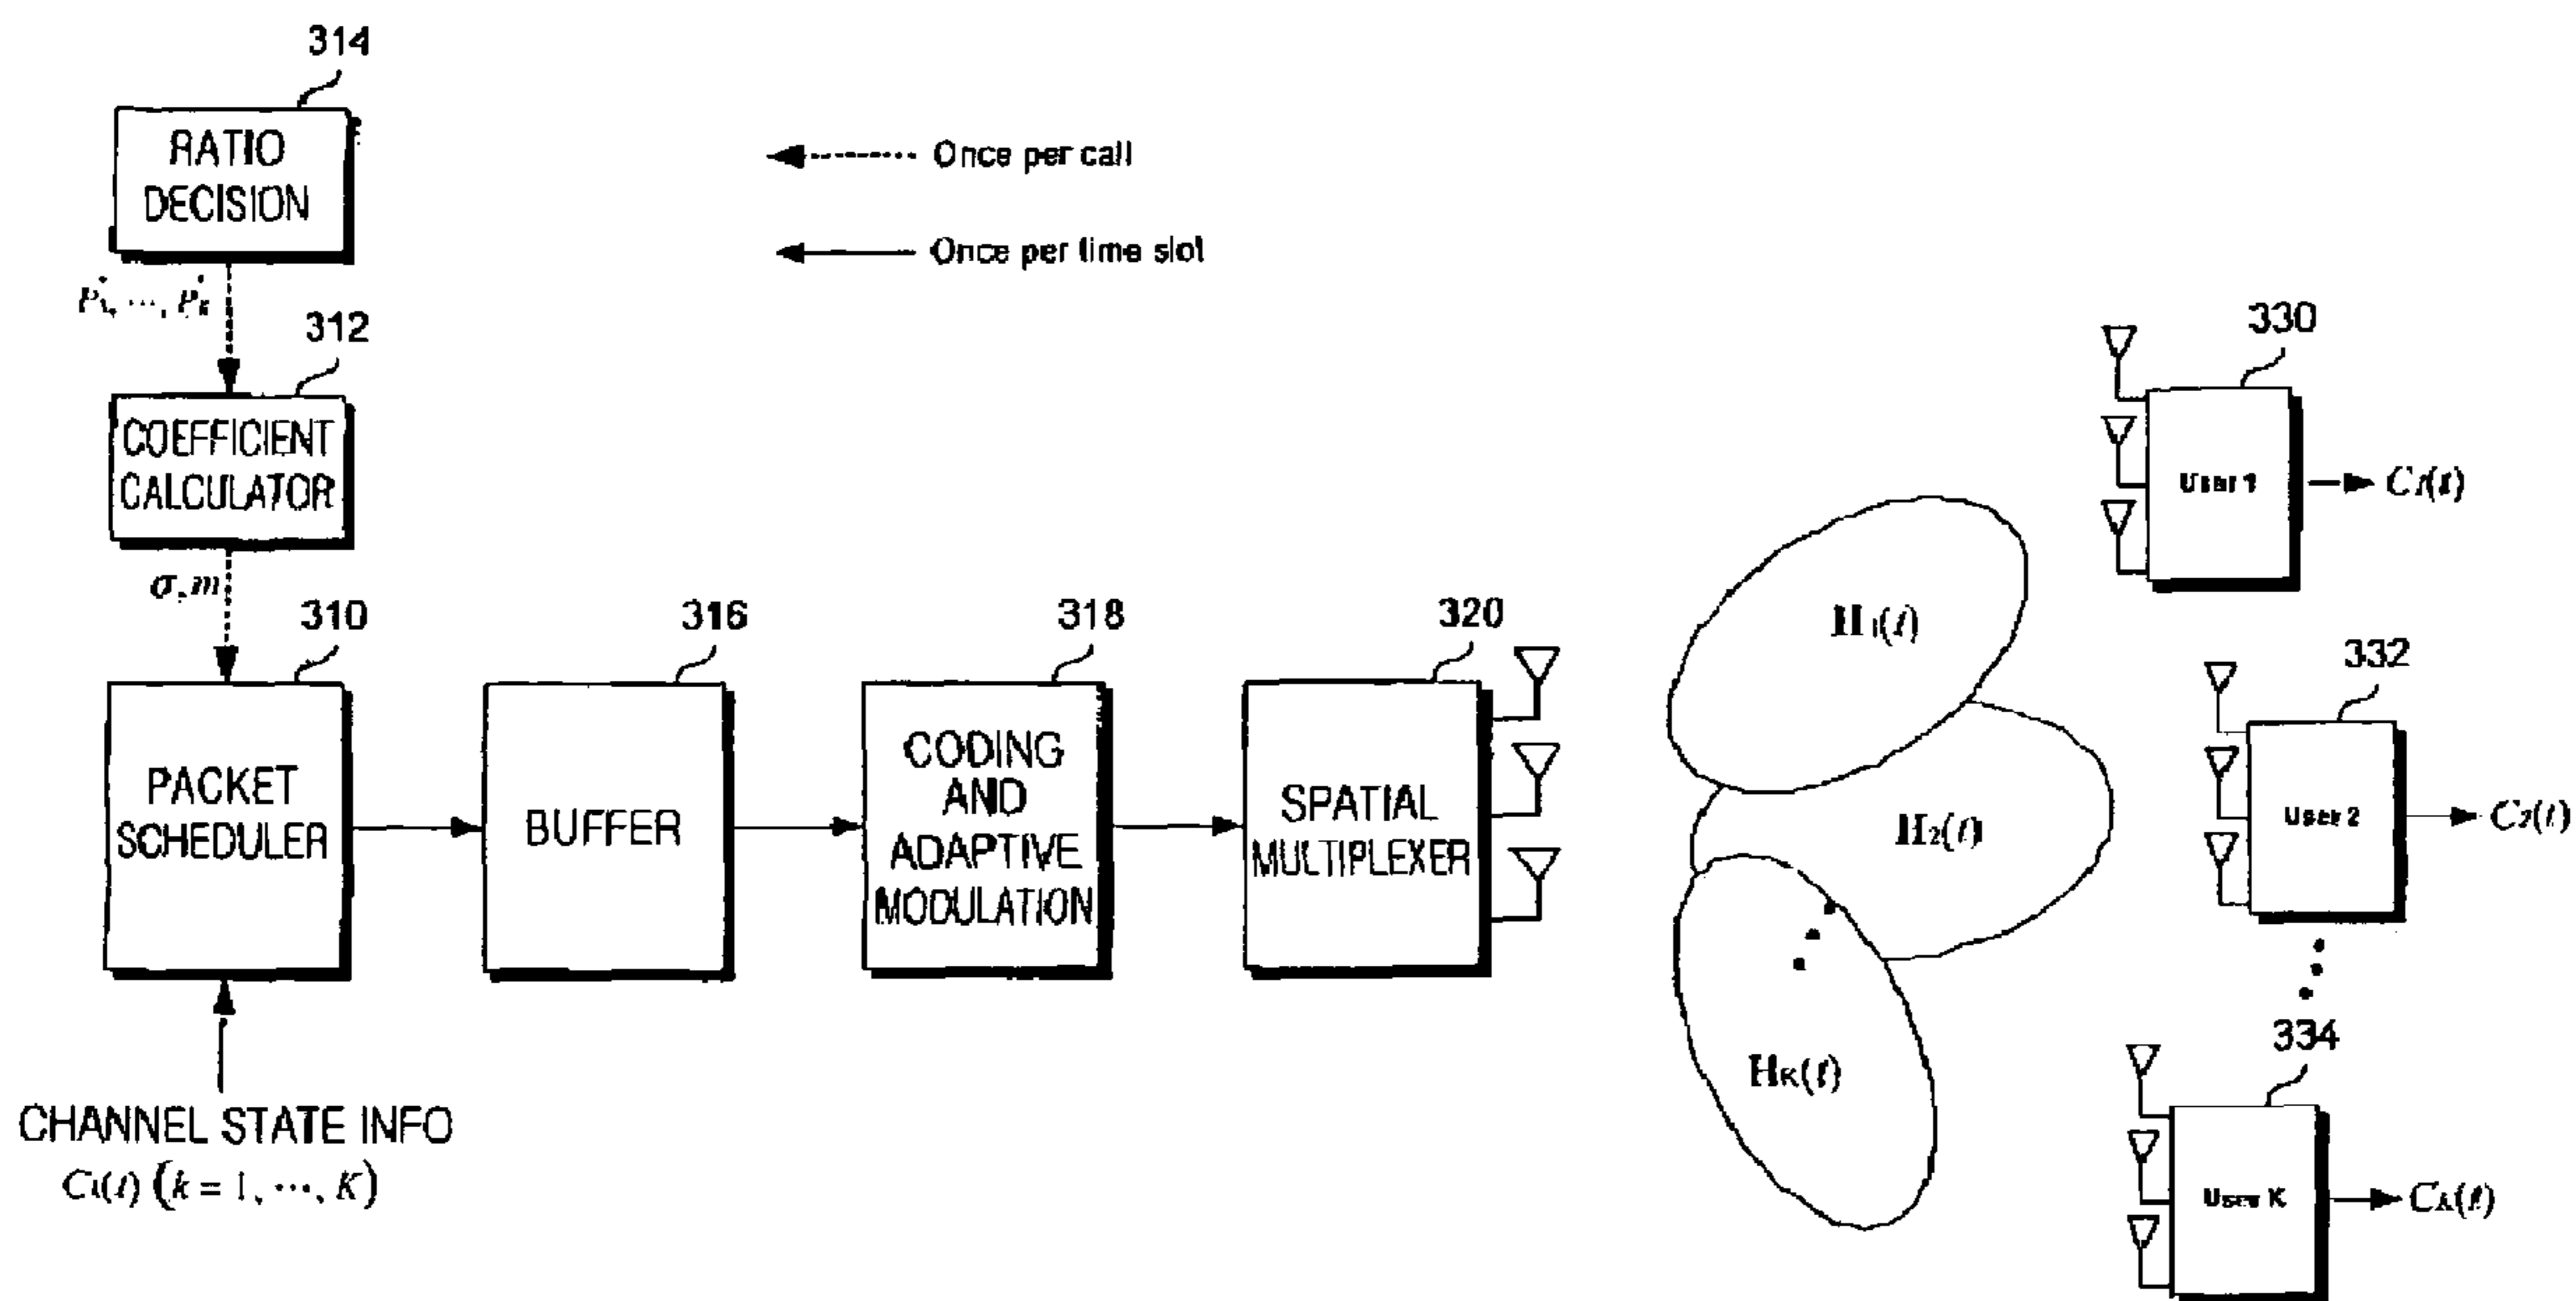 314
RATIO
DECISION
Once per call
Once per time slot
312
COEFFICIENT
CALCULATOR
σ, m
310
PACKET
SCHEDULER
316
BUFFER
318
CODING
AND
ADAPTIVE
MODULATION
320
SPATIAL
MULTIPLEXER
CHANNEL STATE INFO
Cₖ(t) (k = 1, ⋯, K)
H₁(t)
H₂(t)
Hₖ(t)
330
User 1
C₁(t)
332
User 2
C₂(t)
334
User K
Cₖ(t)